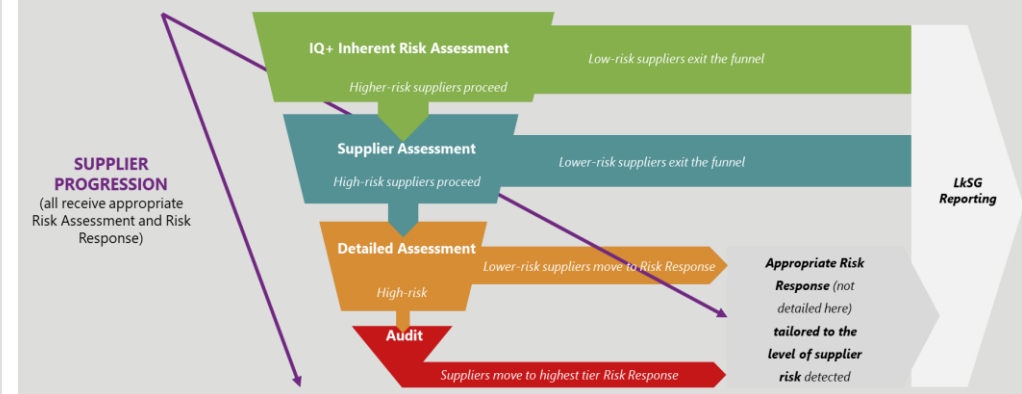 IQ+ Inherent Risk Assessment
Low-risk suppliers exit the funnel
Higher-risk suppliers proceed
Supplier Assessment
Lower-risk suppliers exit the funnel
High-risk suppliers proceed
SUPPLIER
PROGRESSION
(all receive appropriate
Risk Assessment and Risk
Response)
LkSG
Reporting
Detailed Assessment
Lower-risk suppliers move to Risk Response
High-risk
Appropriate Risk
Response (not
detailed here)
tailored to the
level of supplier
risk detected
Audit
Suppliers move to highest tier Risk Response